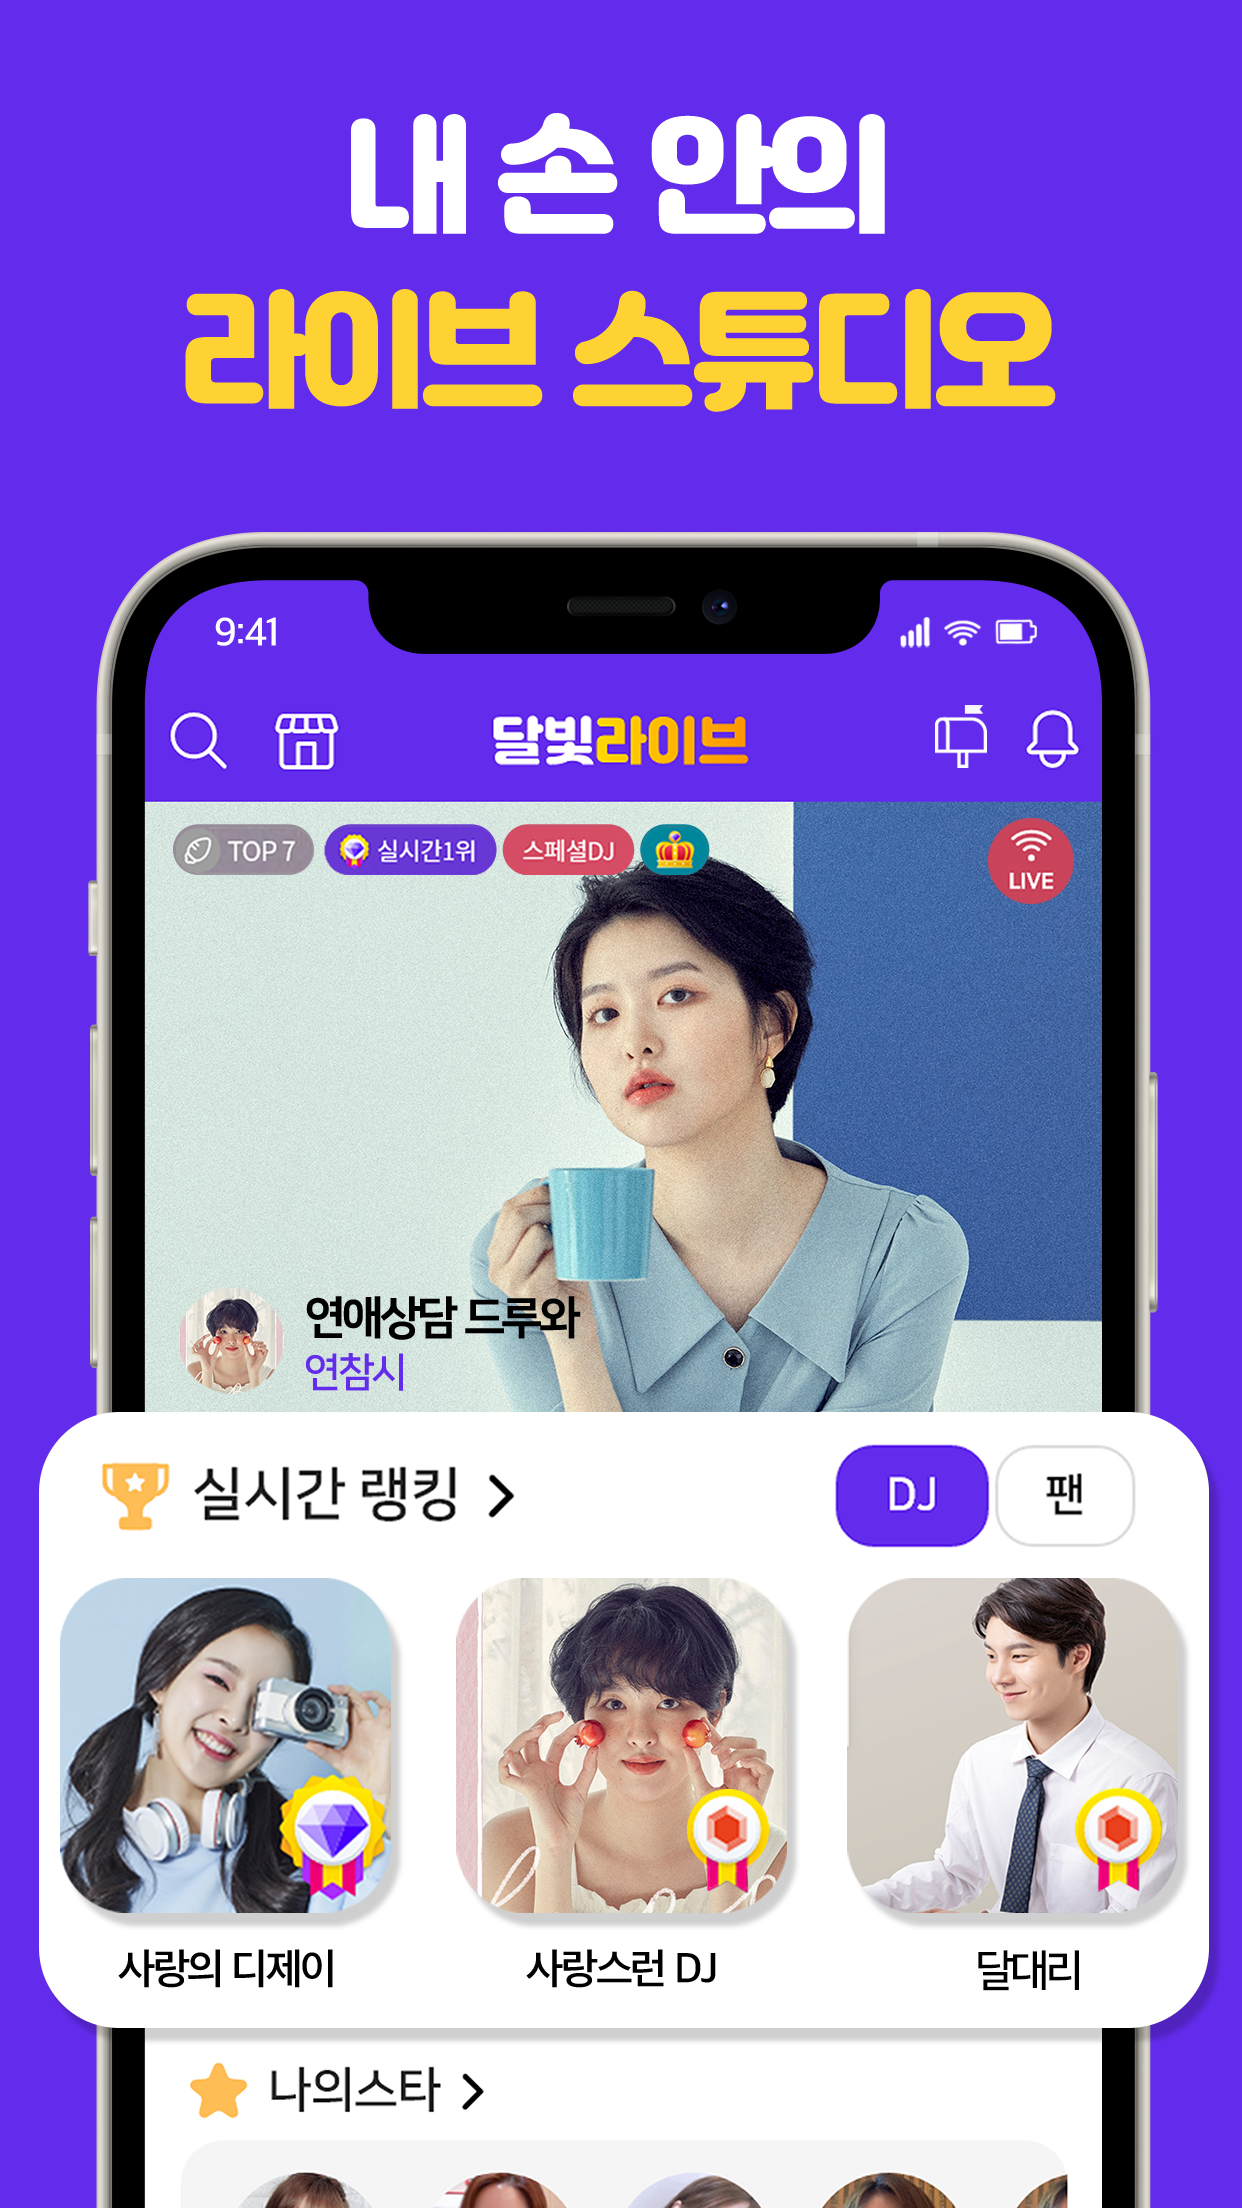 내 손 안의
라이브 스튜디오
9:41
달빛라이브
TOP 7 실시간1위 스페셜DJ
LIVE
연애상담 드루와
연참시
실시간 랭킹
DJ 팬
사랑의 디제이 사랑스런 DJ 달대리
나의스타